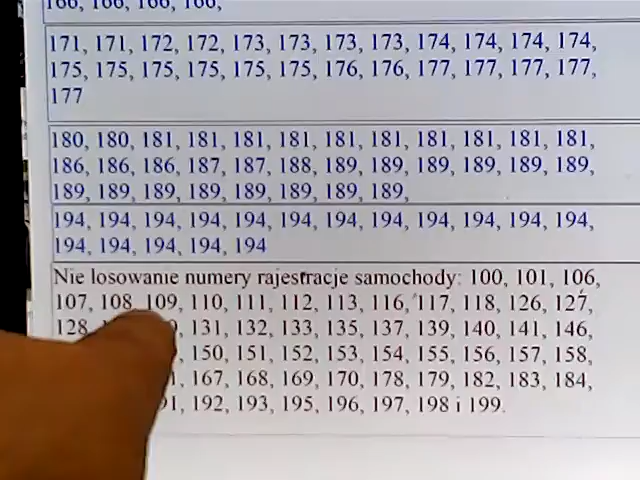 166, 166, 166, 166,
171, 171, 172, 172, 173, 173, 173, 173, 174, 174, 174, 174,
175, 175, 175, 175, 175, 175, 176, 176, 177, 177, 177, 177,
177
180, 180, 181, 181, 181, 181, 181, 181, 181, 181, 181, 181,
186, 186, 186, 187, 187, 188, 189, 189, 189, 189, 189, 189,
189, 189, 189, 189, 189, 189, 189, 189,
194, 194, 194, 194, 194, 194, 194, 194, 194, 194, 194, 194,
194, 194, 194, 194, 194
Nie losowanie numery rajestracje samochody: 100, 101, 106,
107, 108, 109, 110, 111, 112, 113, 116, 117, 118, 126, 127,
128, 131, 132, 133, 135, 137, 139, 140, 141, 146,
150, 151, 152, 153, 154, 155, 156, 157, 158,
167, 168, 169, 170, 178, 179, 182, 183, 184,
192, 193, 195, 196, 197, 198 i 199.